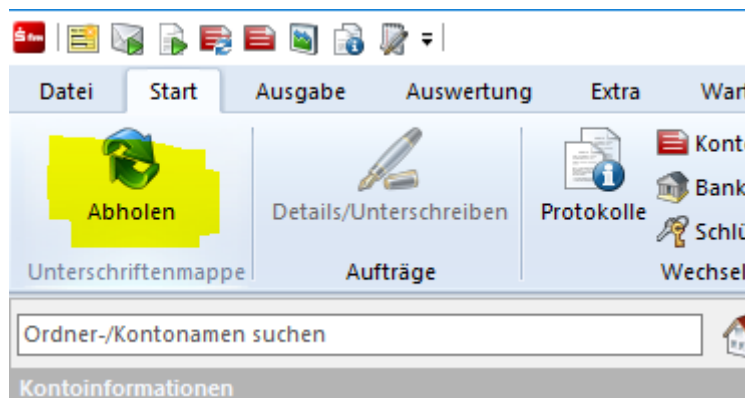 Datei Start Ausgabe Auswertung Extra
Abholen Details/Unterschreiben Protokolle
Unterschriftenmappe Aufträge
Ordner-/Kontonamen suchen
Kontoinformationen